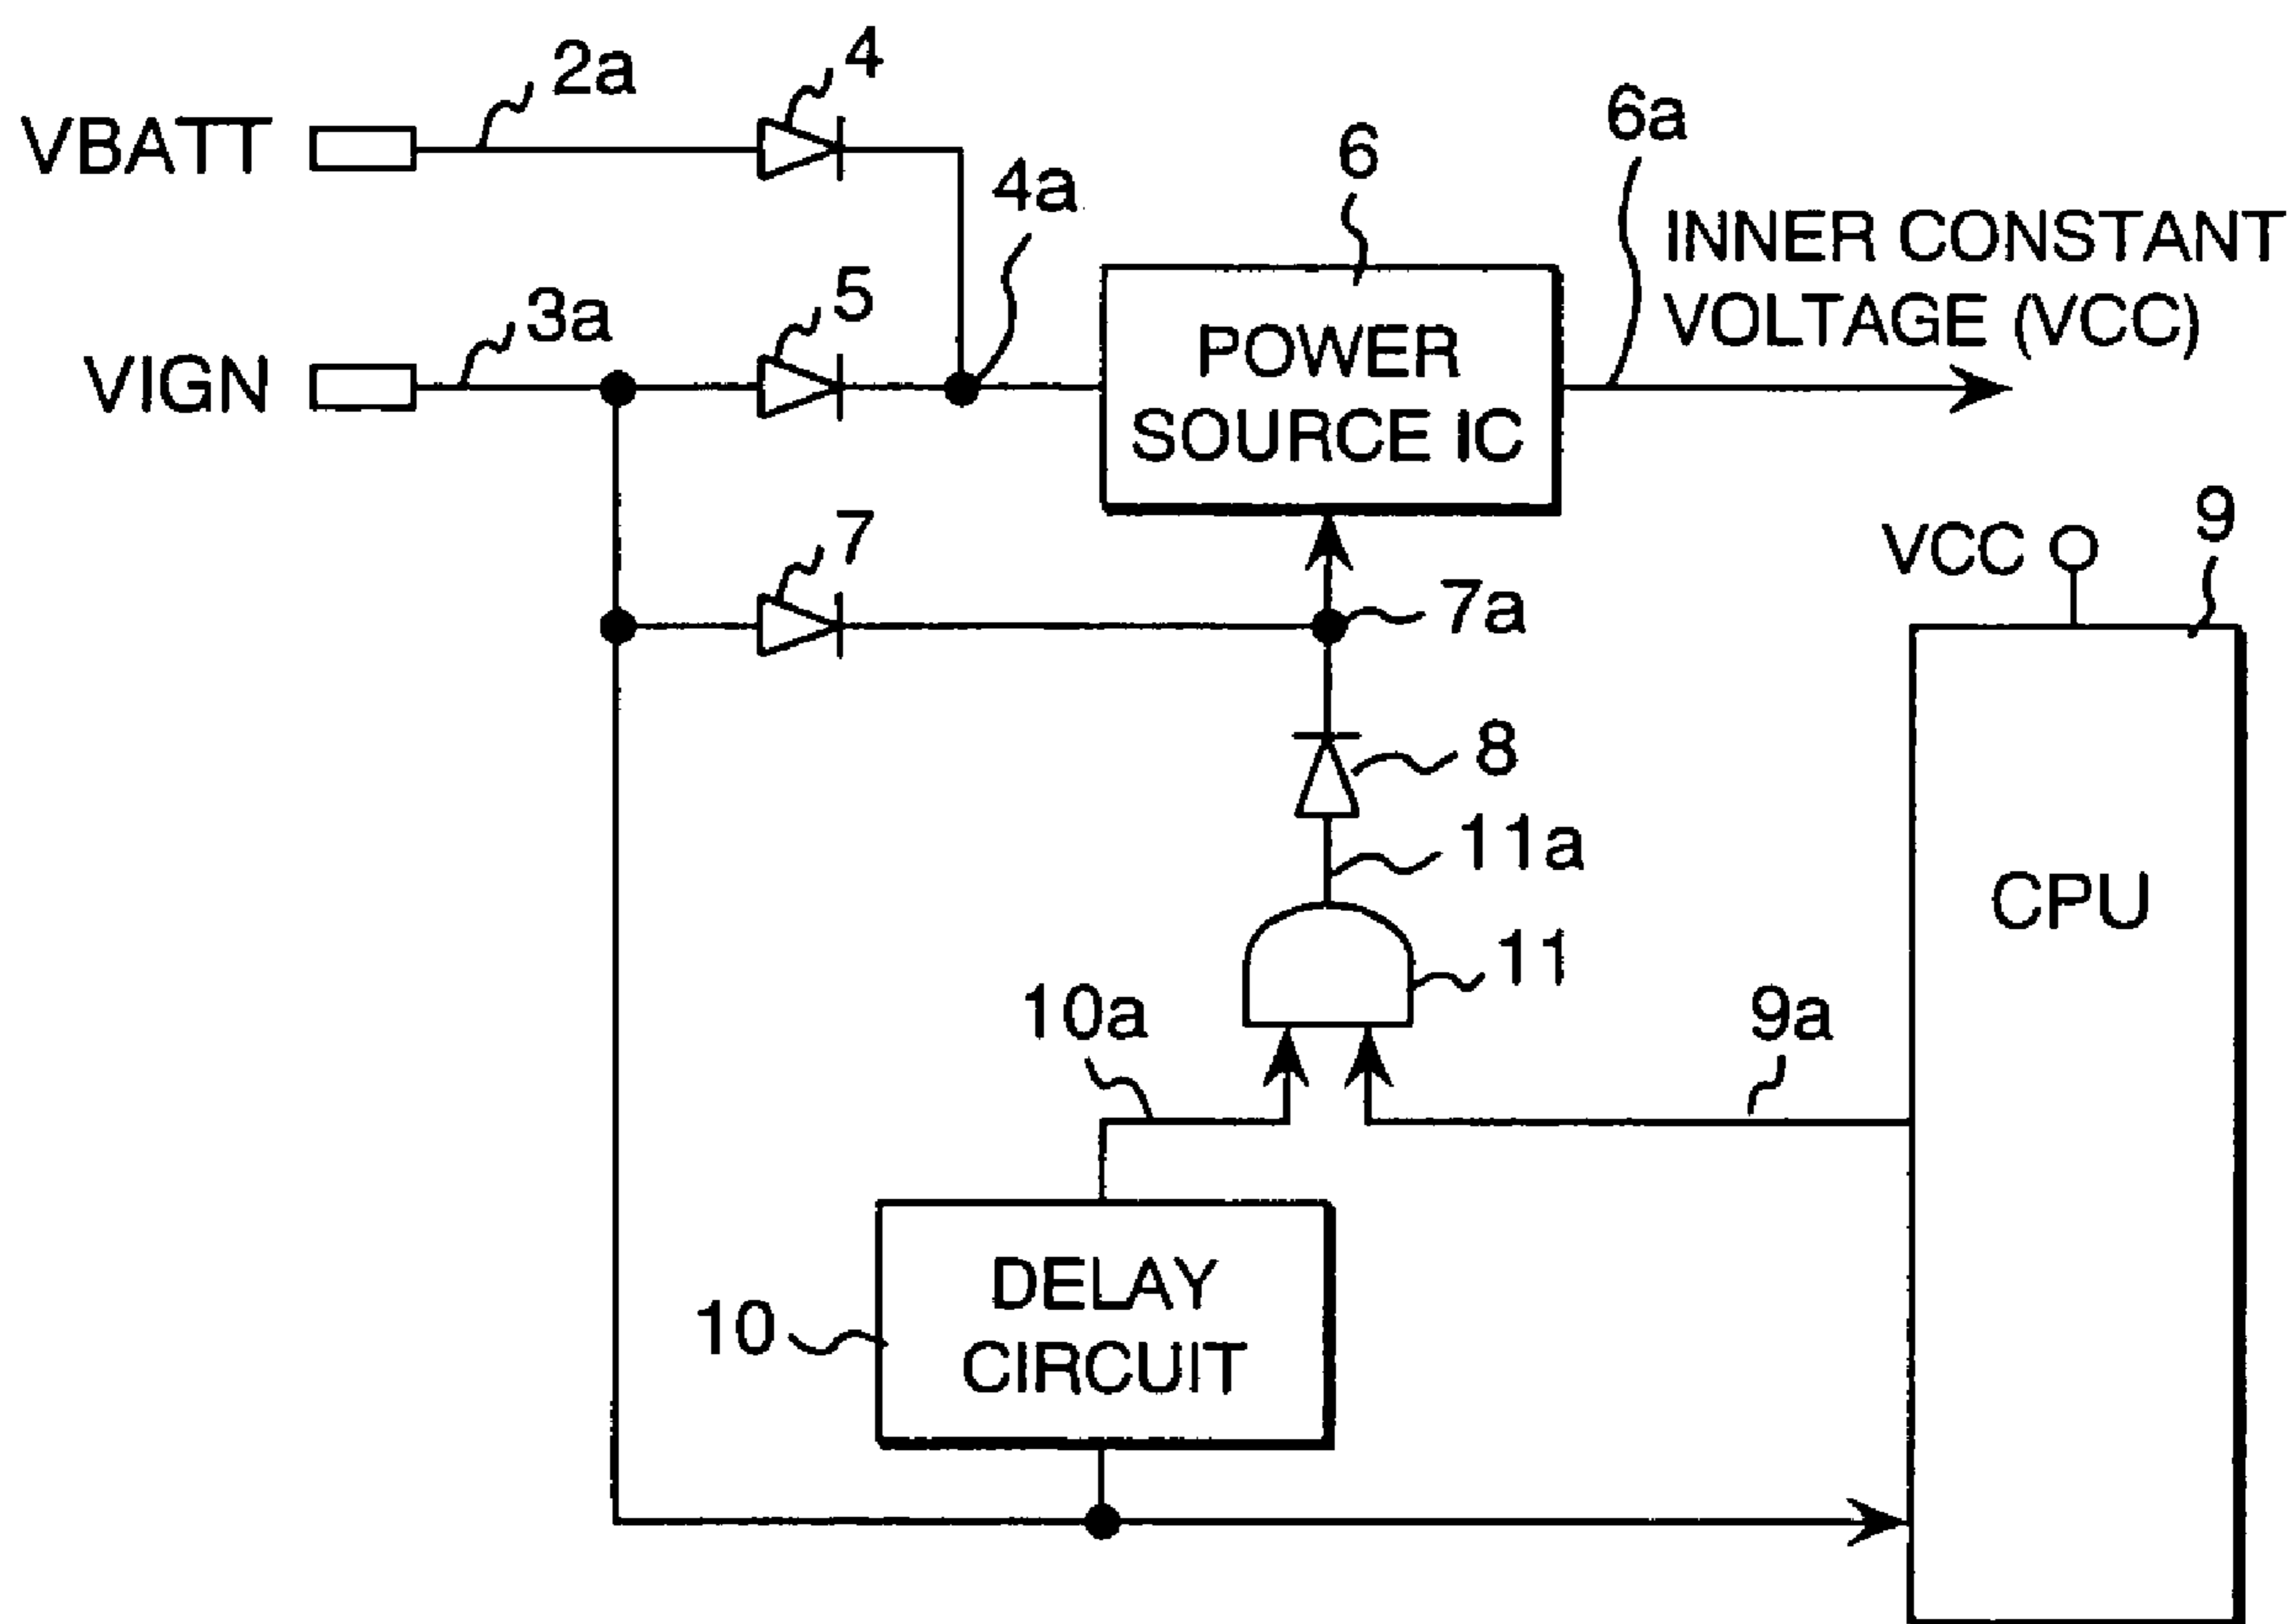 2a
4
VBATT
6a
6
4a
INNER CONSTANT
VOLTAGE (VCC)
5
3a
VIGN
POWER
SOURCE IC
7
9
VCC
7a
8
11a
CPU
11
10a
9a
DELAY
CIRCUIT
10